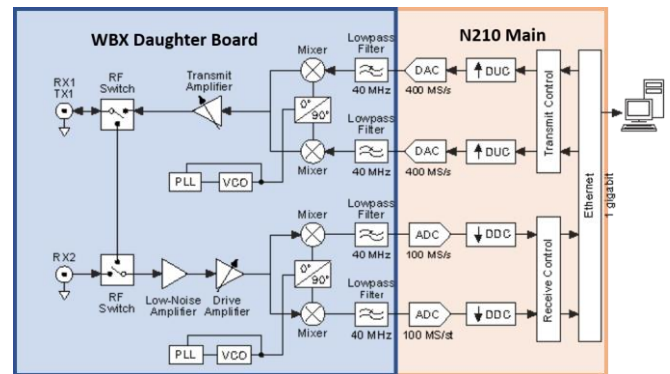 WBX Daughter Board
N210 Main
RX1
TX1
RF
Switch
Transmit
Amplifier
Mixer
Lowpass
Filter
40 MHz
DAC
400 MS/s
DUC
0°
90°
Mixer
40 MHz
DAC
400 MS/s
DUC
Transmit Control
PLL
VCO
Ethernet
1 gigabit
RX2
RF
Switch
Low-Noise
Amplifier
Drive
Amplifier
Mixer
Lowpass
Filter
40 MHz
ADC
100 MS/s
DDC
0°
90°
Mixer
Lowpass
Filter
40 MHz
ADC
100 MS/st
DDC
Receive Control
PLL
VCO